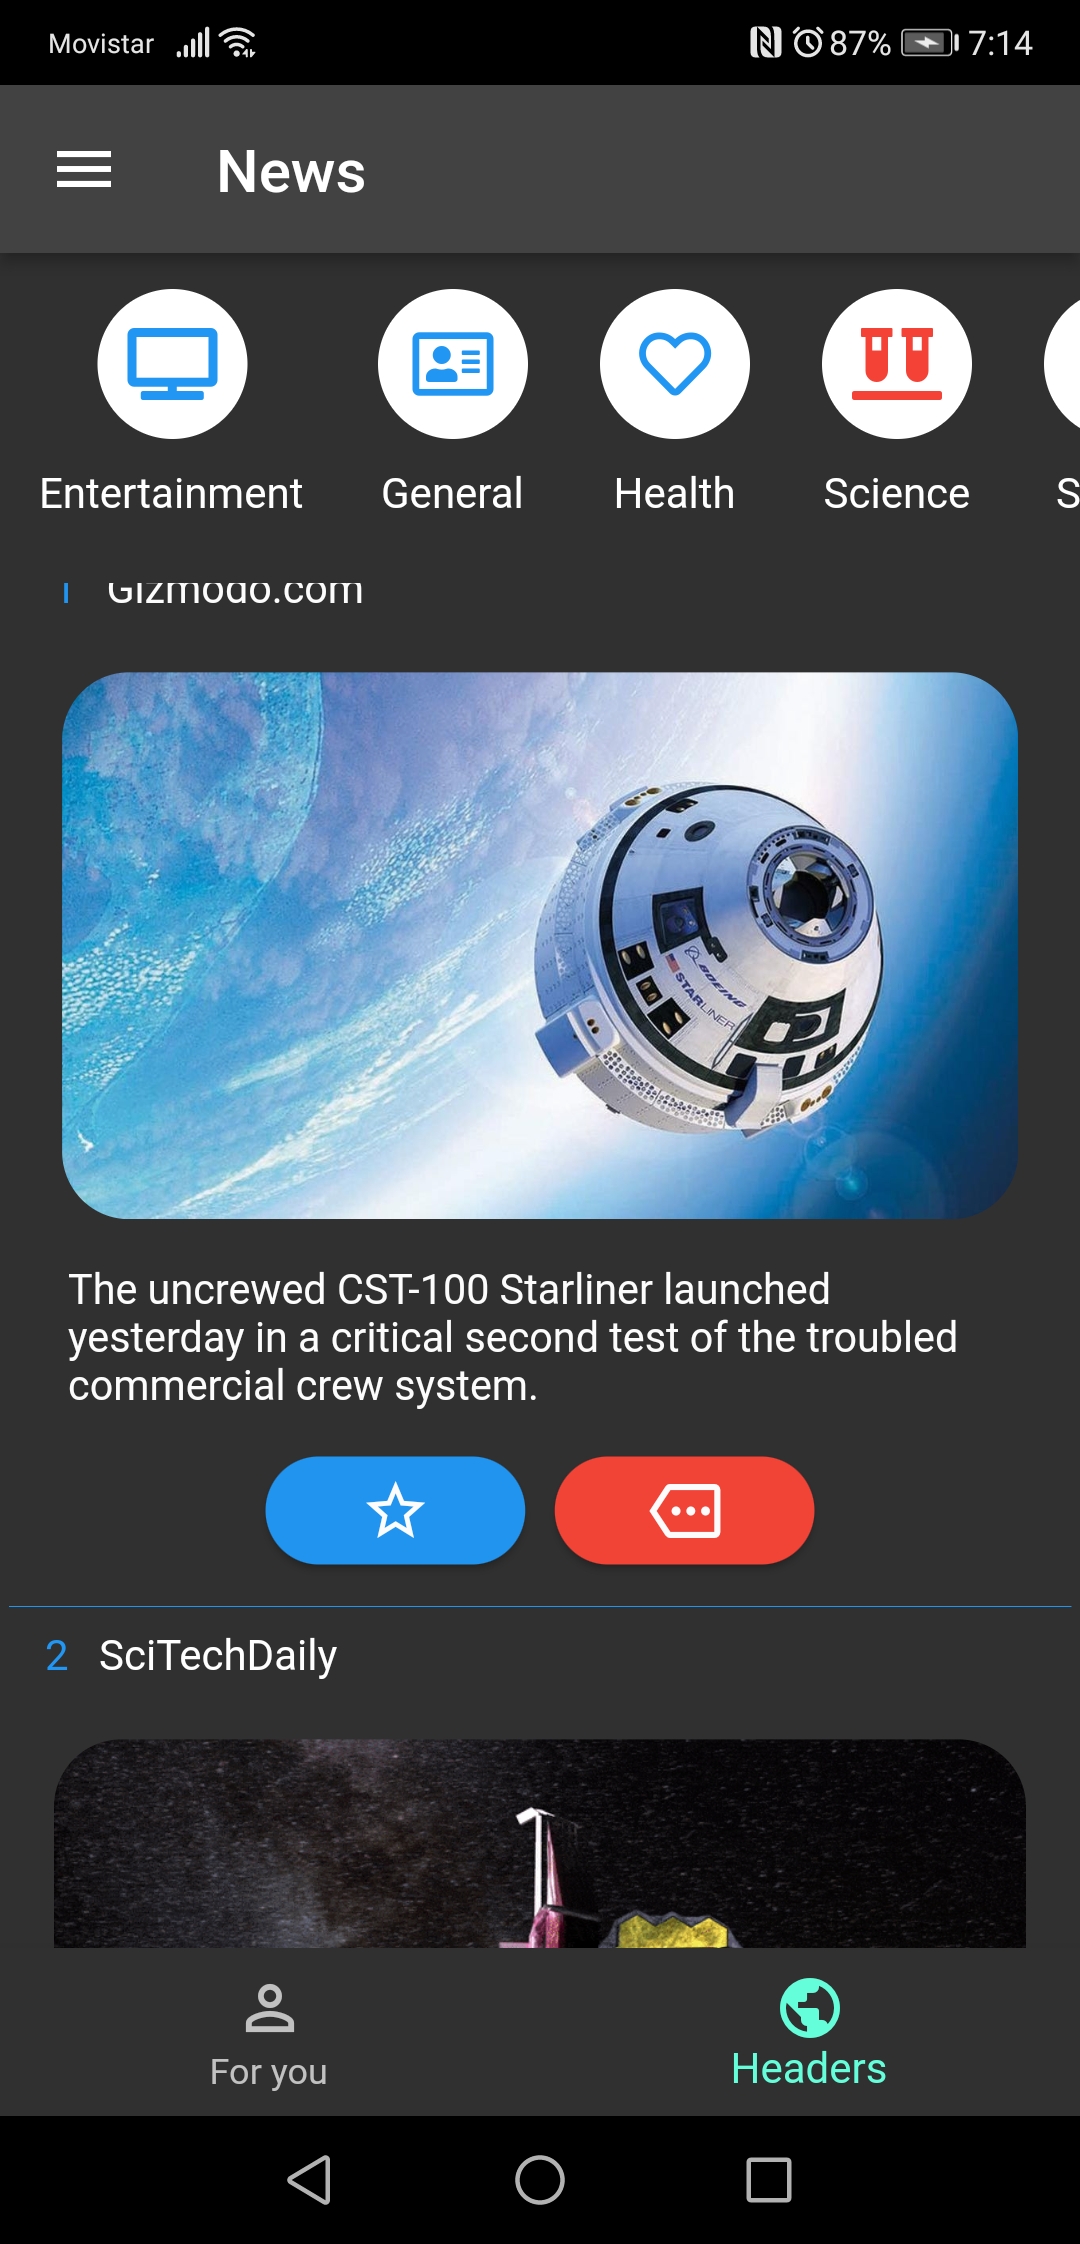 Movistar 87% 7:14
News
Entertainment General Health Science S
1 Gizmodo.com
BOEING
STARLINER
The uncrewed CST-100 Starliner launched
yesterday in a critical second test of the troubled
commercial crew system.
2 SciTechDaily
For you Headers